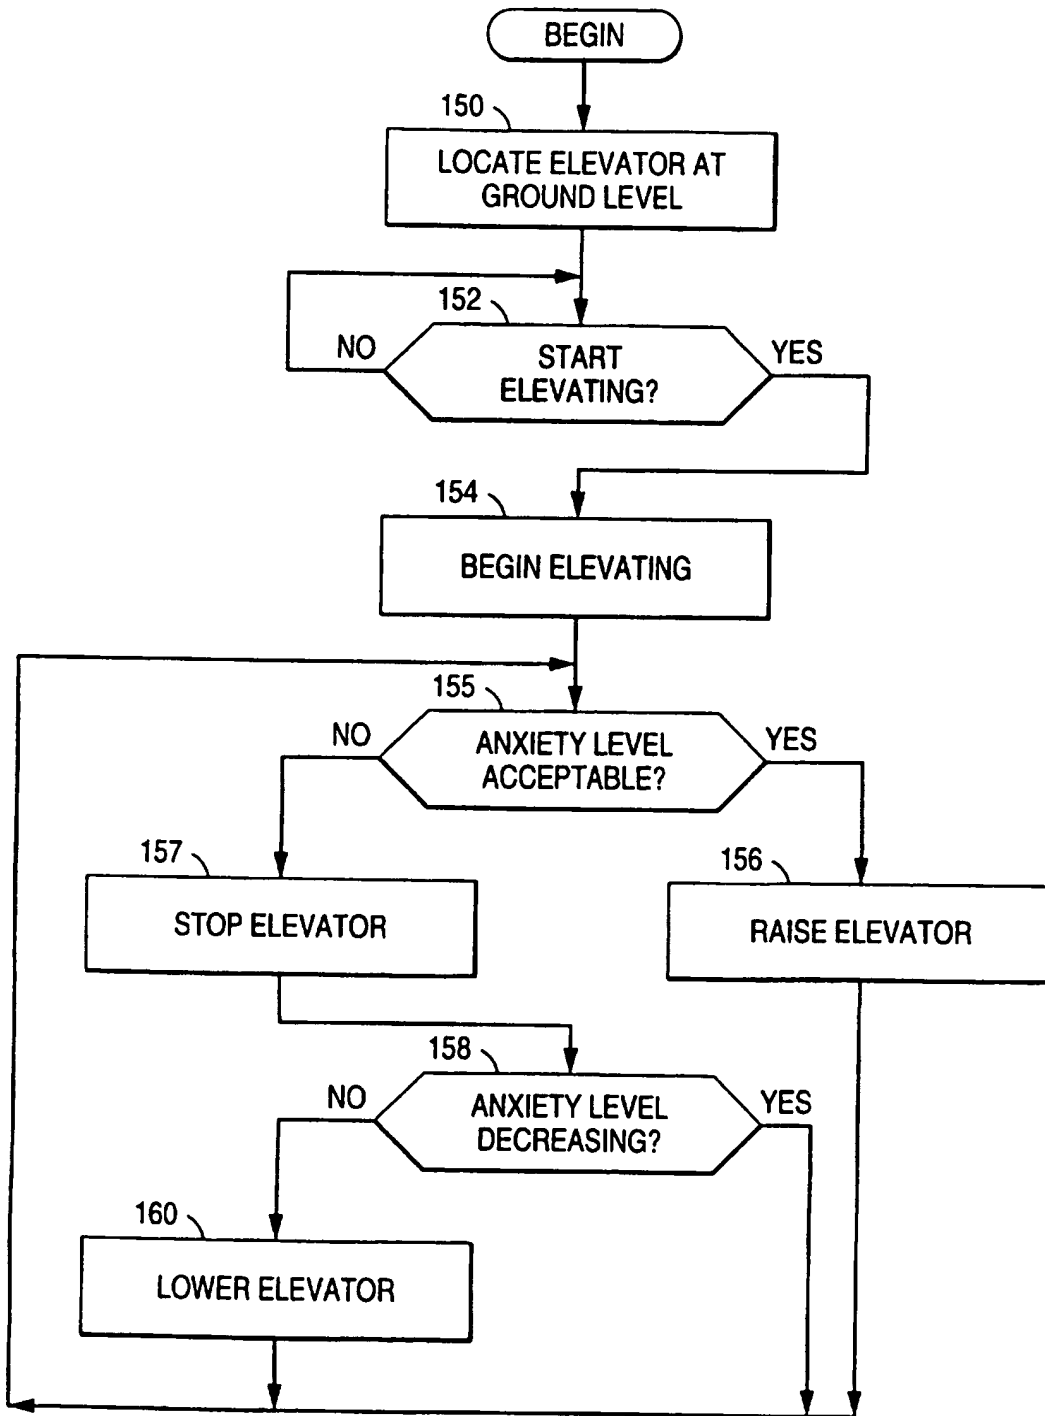 BEGIN
150
LOCATE ELEVATOR AT
GROUND LEVEL
152
NO
START
ELEVATING?
YES
154
BEGIN ELEVATING
155
NO
ANXIETY LEVEL
ACCEPTABLE?
YES
157
STOP ELEVATOR
156
RAISE ELEVATOR
158
NO
ANXIETY LEVEL
DECREASING?
YES
160
LOWER ELEVATOR